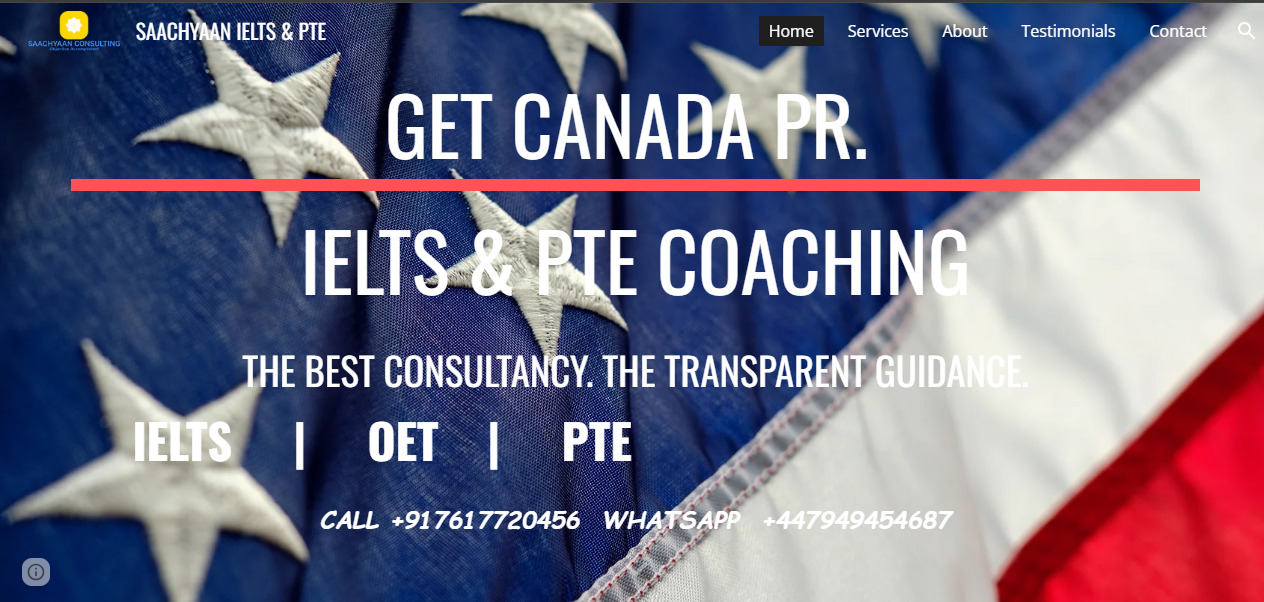 SAACHYAAN IELTS & PTE
Home Services About Testimonials Contact
SAACHYAAN CONSULTING
GET CANADA PR.
IELTS & PTE COACHING
THE BEST CONSULTANCY. THE TRANSPARENT GUIDANCE.
IELTS | OET | PTE
CALL +917617720456 WHATSAPP +447949454687